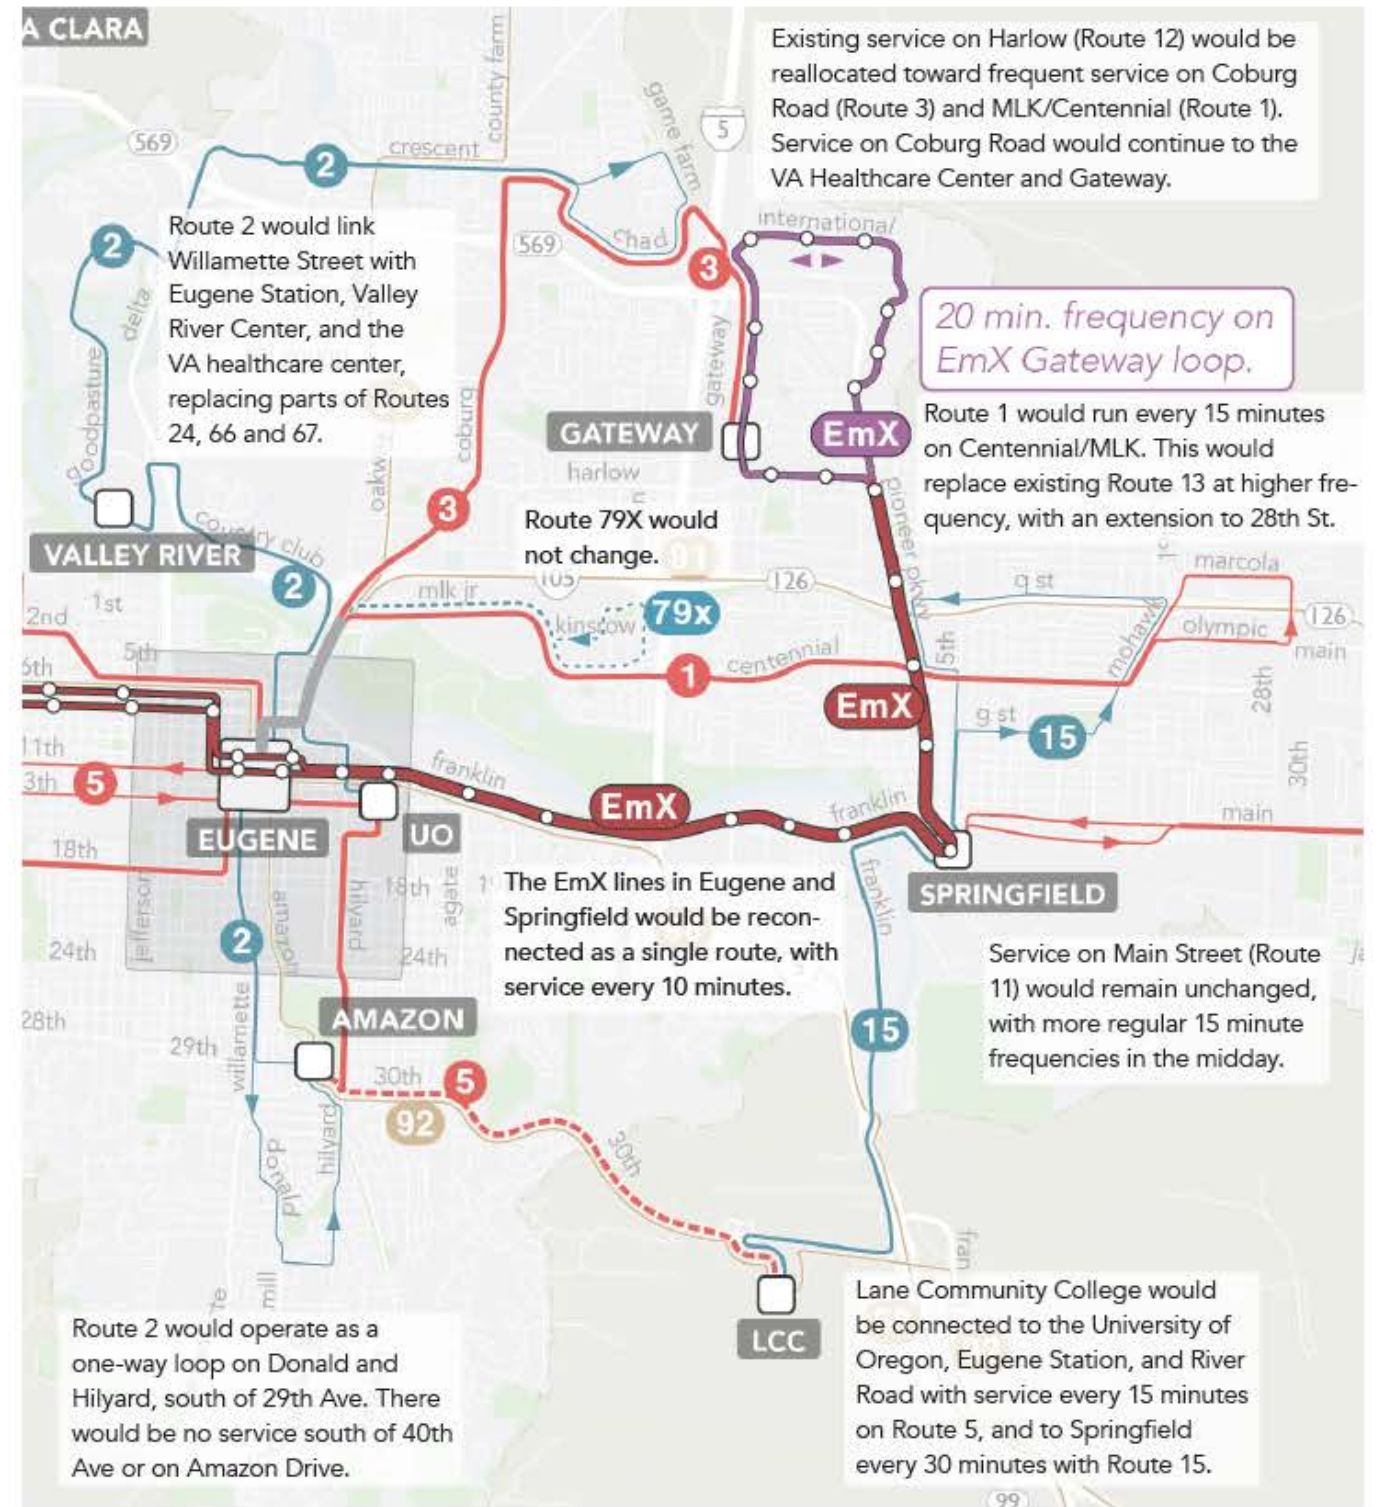 A CLARA
county farm
game farm
5
Existing service on Harlow (Route 12) would be
reallocated toward frequent service on Coburg
Road (Route 3) and MLK/Centennial (Route 1).
Service on Coburg Road would continue to the
VA Healthcare Center and Gateway.
569
crescent
2
2
Route 2 would link
Willamette Street with
Eugene Station, Valley
River Center, and the
VA healthcare center,
replacing parts of Routes
24, 66 and 67.
delta
goodpasture
569
chad
3
international
gateway
20 min. frequency on
EmX Gateway loop.
coburg
oakw
GATEWAY
EmX
harlow
Route 1 would run every 15 minutes
on Centennial/MLK. This would
replace existing Route 13 at higher fre-
quency, with an extension to 28th St.
3
Route 79X would
not change.
91
pioneer pkwy
VALLEY RIVER
country club
2
105
126
q st
marcola
mlk jr
79x
kinsrow
126
olympic
main
mohawk
1st
2nd
5th
6th
1
centennial
5th
28th
EmX
g st
15
30th
11th
3th
5
franklin
EmX
franklin
main
EUGENE
UO
18th
SPRINGFIELD
jefferson
amazon
hilyard
18th
agate
franklin
The EmX lines in Eugene and
Springfield would be recon-
nected as a single route, with
service every 10 minutes.
24th
2
24th
Service on Main Street (Route
11) would remain unchanged,
with more regular 15 minute
frequencies in the midday.
28th
willamette
AMAZON
15
29th
30th
5
92
donald
hilyard
30th
mill
fran
LCC
Route 2 would operate as a
one-way loop on Donald and
Hilyard, south of 29th Ave. There
would be no service south of 40th
Ave or on Amazon Drive.
Lane Community College would
be connected to the University of
Oregon, Eugene Station, and River
Road with service every 15 minutes
on Route 5, and to Springfield
every 30 minutes with Route 15.
99